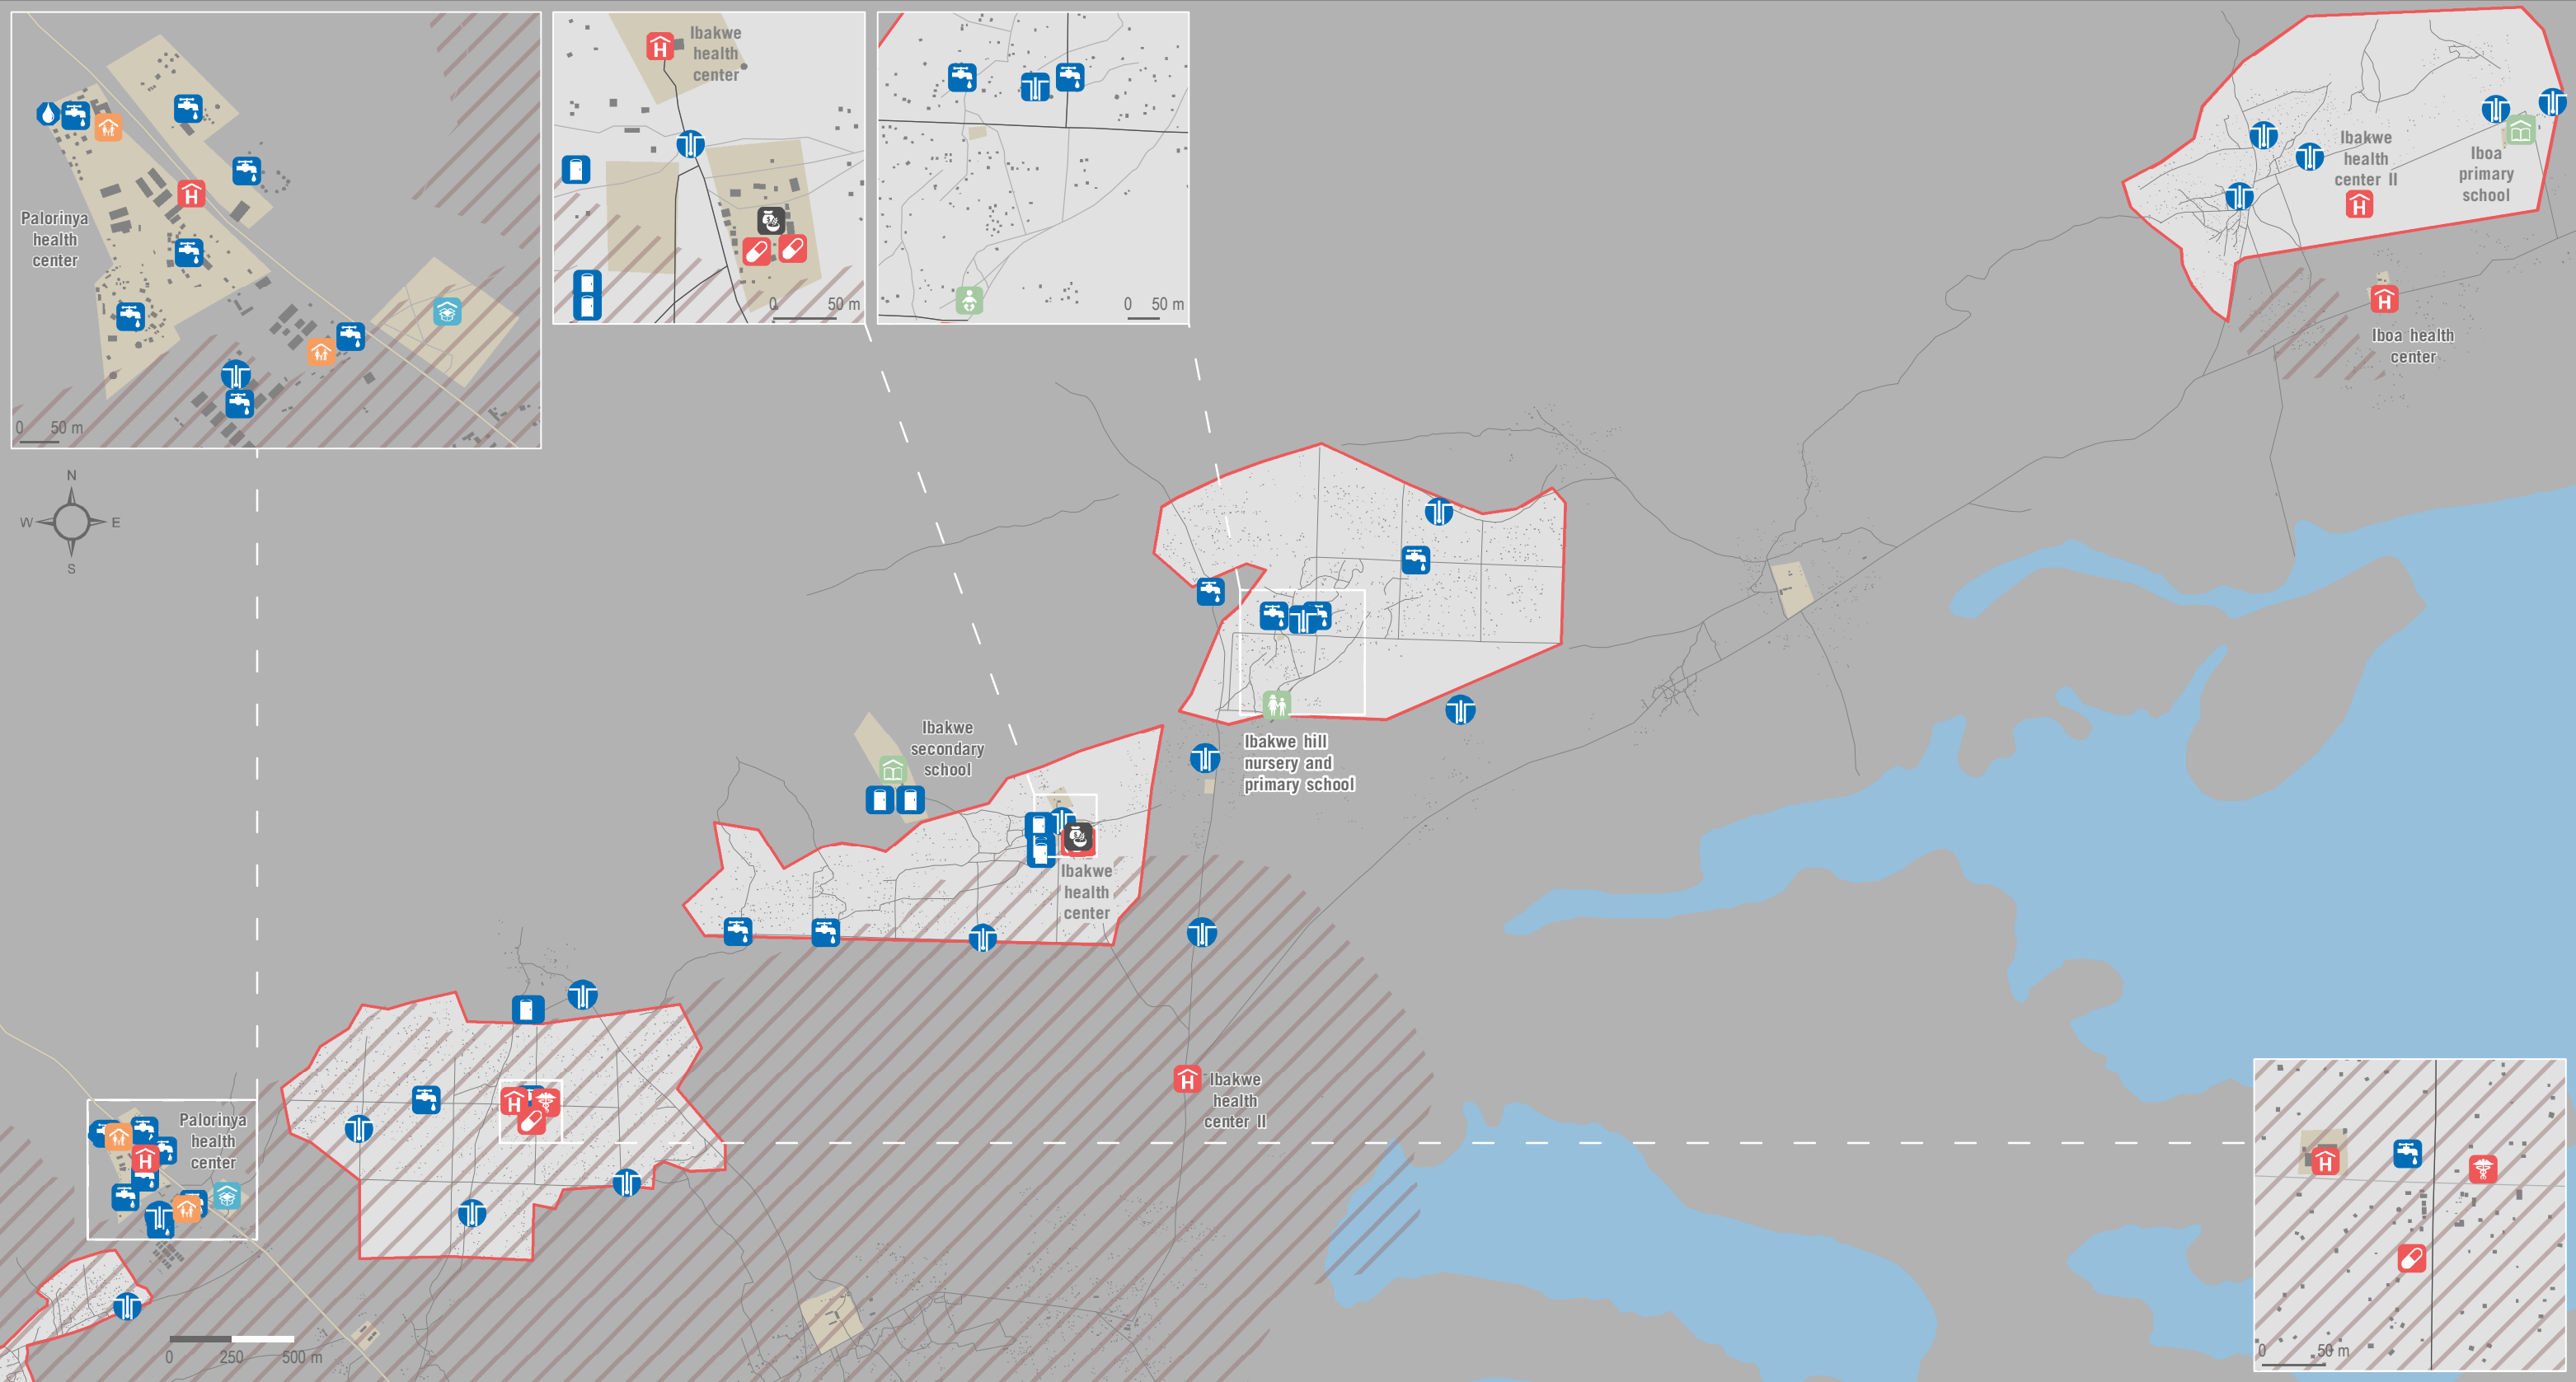 Palorinya
health
center
0
50 m
Ibakwe
health
center
0
50 m
0
50 m
Ibakwe
health
center II
Iboa
primary
school
Iboa health
center
N
W
E
S
Ibakwe
secondary
school
Ibakwe hill
nursery and
primary school
Ibakwe
health
center
Ibakwe
health
center II
Palorinya
health
center
0
250
500 m
0
50 m
H
H
H
H
H
H
H
H
$
$